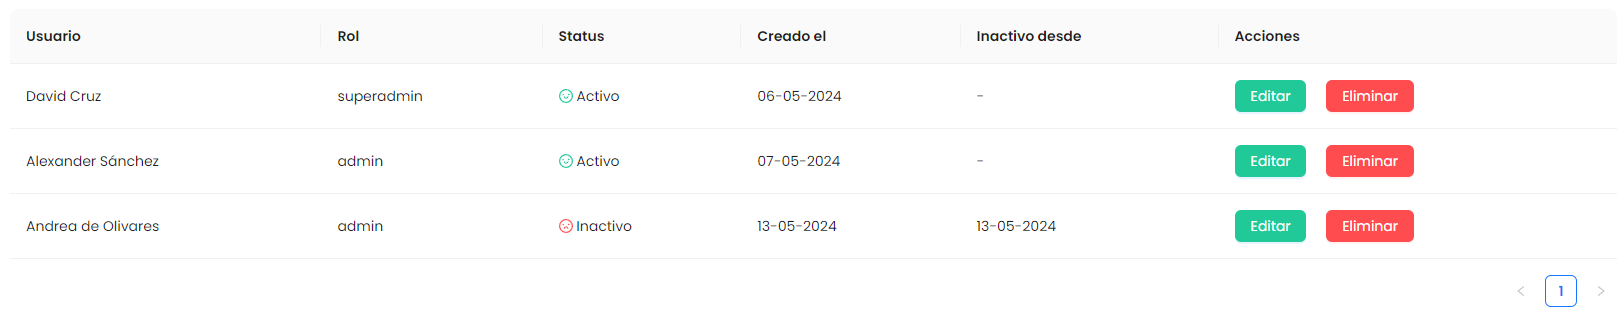 Usuario Rol Status Creado el Inactivo desde Acciones
David Cruz superadmin Activo 06-05-2024 - Editar Eliminar
Alexander Sánchez admin Activo 07-05-2024 - Editar Eliminar
Andrea de Olivares admin Inactivo 13-05-2024 13-05-2024 Editar Eliminar
< 1 >